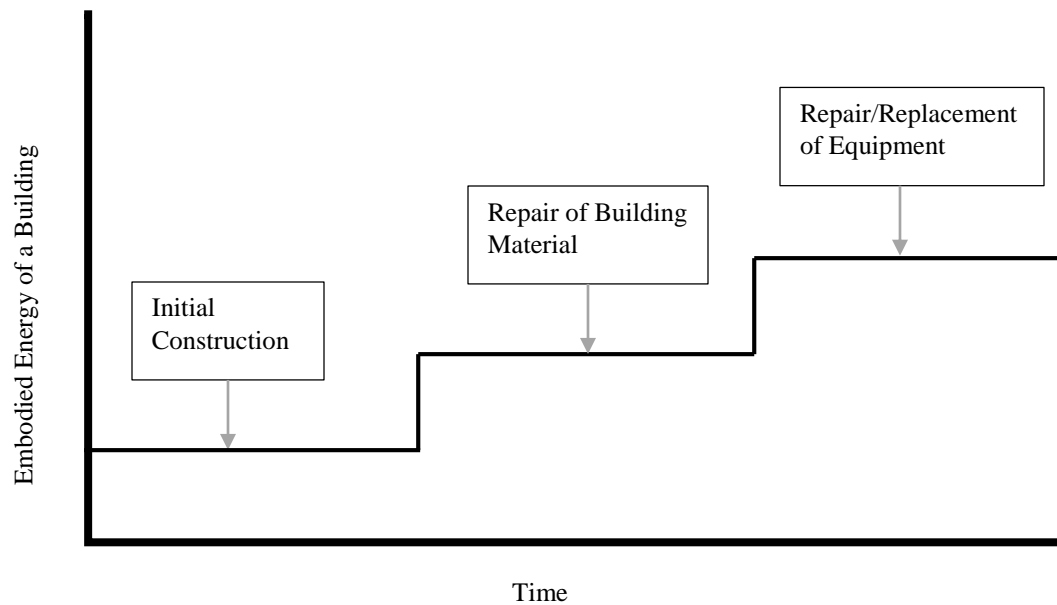 Embodied Energy of a Building
Repair/Replacement
of Equipment
Repair of Building
Material
Initial
Construction
Time